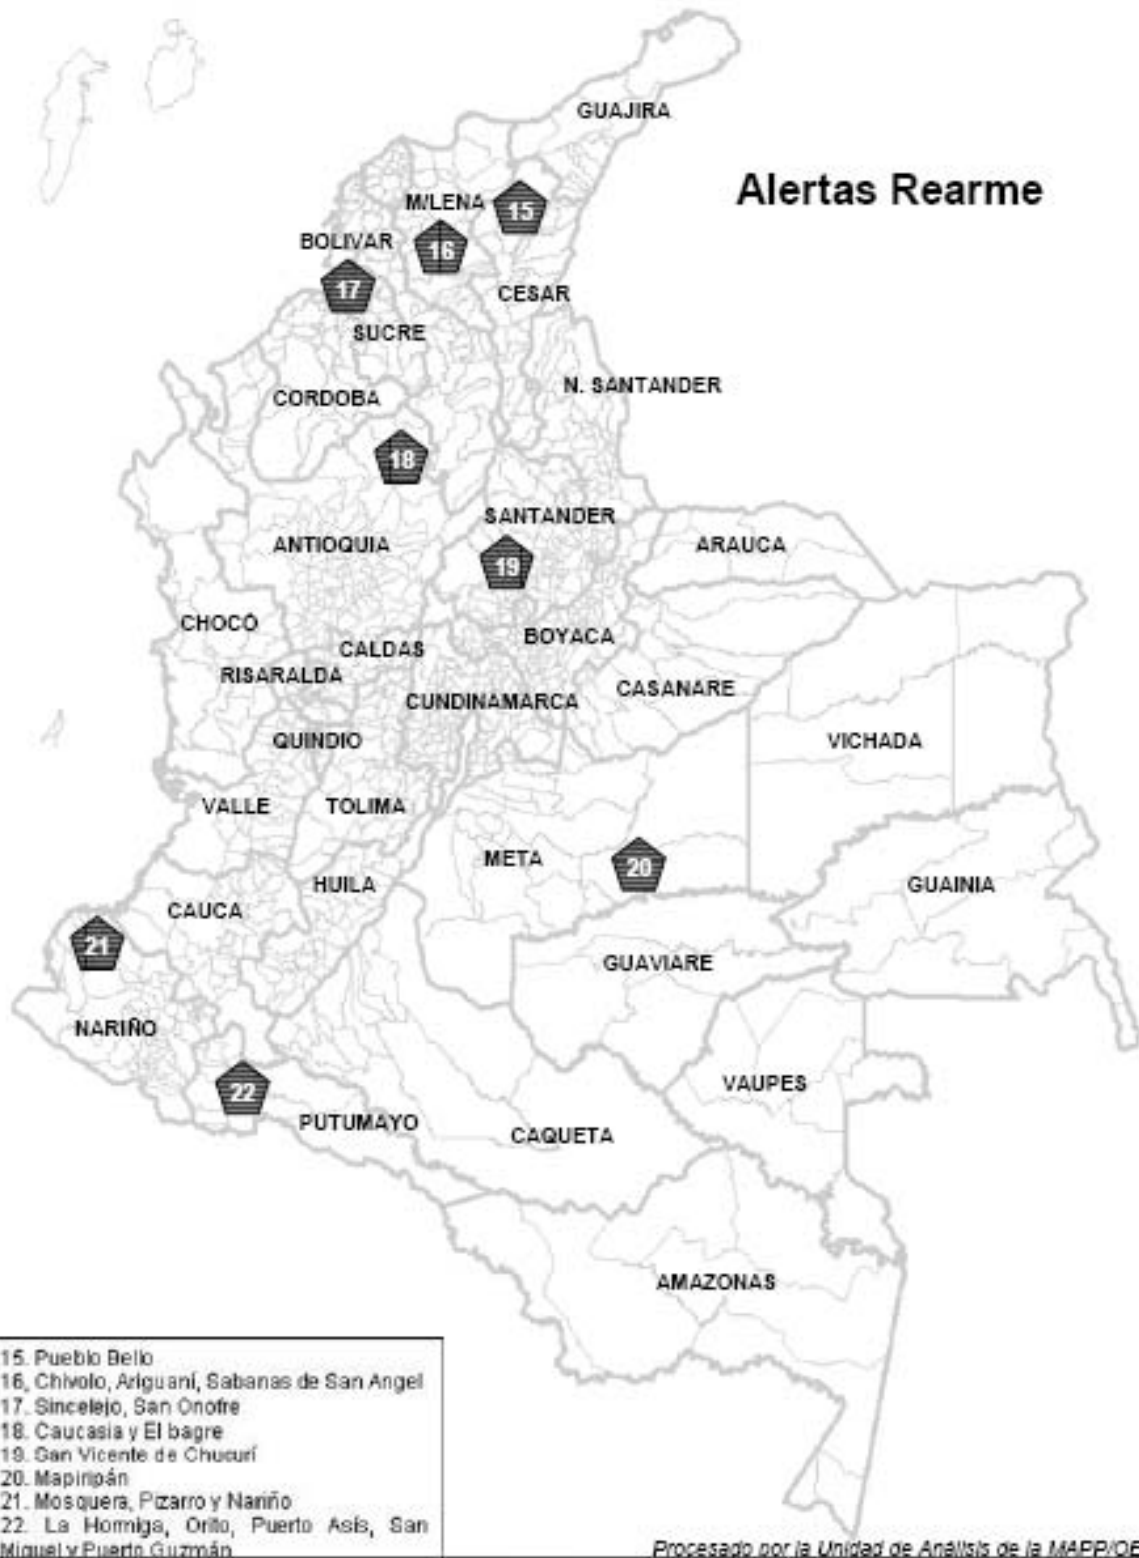 GUAJIRA
Alertas Rearme
M/LENA
15
BOLIVAR
16
17
CESAR
SUCRE
N. SANTANDER
CORDOBA
18
SANTANDER
ANTIOQUIA
ARAUCA
19
CHOCÓ
BOYACA
CALDAS
RISARALDA
CASANARE
CUNDINAMARCA
QUINDIO
VICHADA
VALLE
TOLIMA
META
20
HUILA
GUAINIA
CAUCA
21
GUAVIARE
NARIÑO
VAUPES
22
PUTUMAYO
CAQUETA
AMAZONAS
15. Pueblo Bello
16, Chivolo, Ariguaní, Sabanas de San Angel
17. Sincelejo, San Onofre
18. Caucasia y El bagre
19. San Vicente de Chucurí
20. Mapiripán
21. Mosquera, Pizarro y Nariño
22. La Hormiga, Orito, Puerto Asís, San
Miguel y Puerto Guzmán
Procesado por la Unidad de Análisis de la MAPP/OE